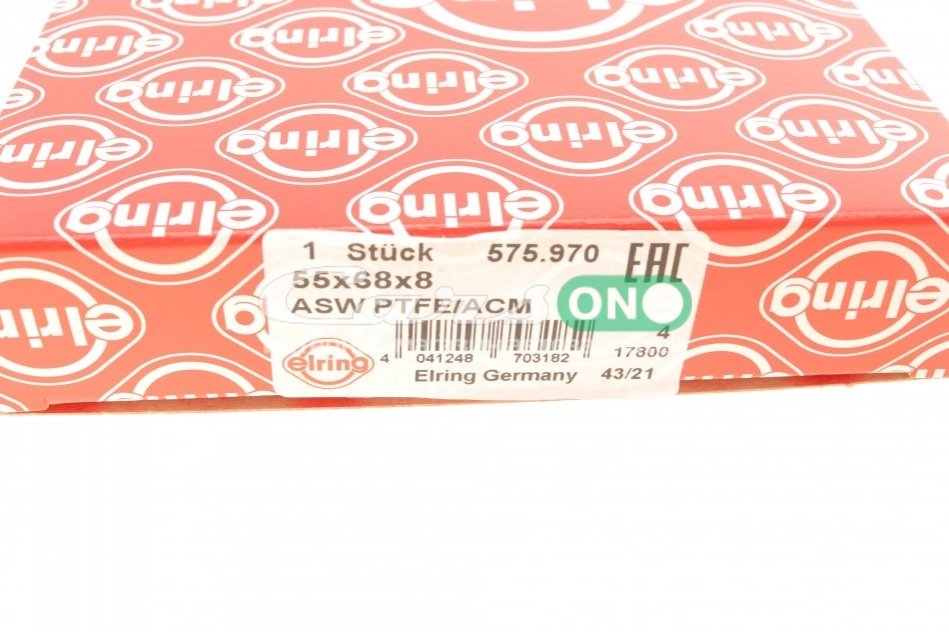 elring
1 Stück 575.970 EAC
55x68x8
ASW PTFE/ACM
ON
4
4 041248 703182 17800
elring Elring Germany 43/21